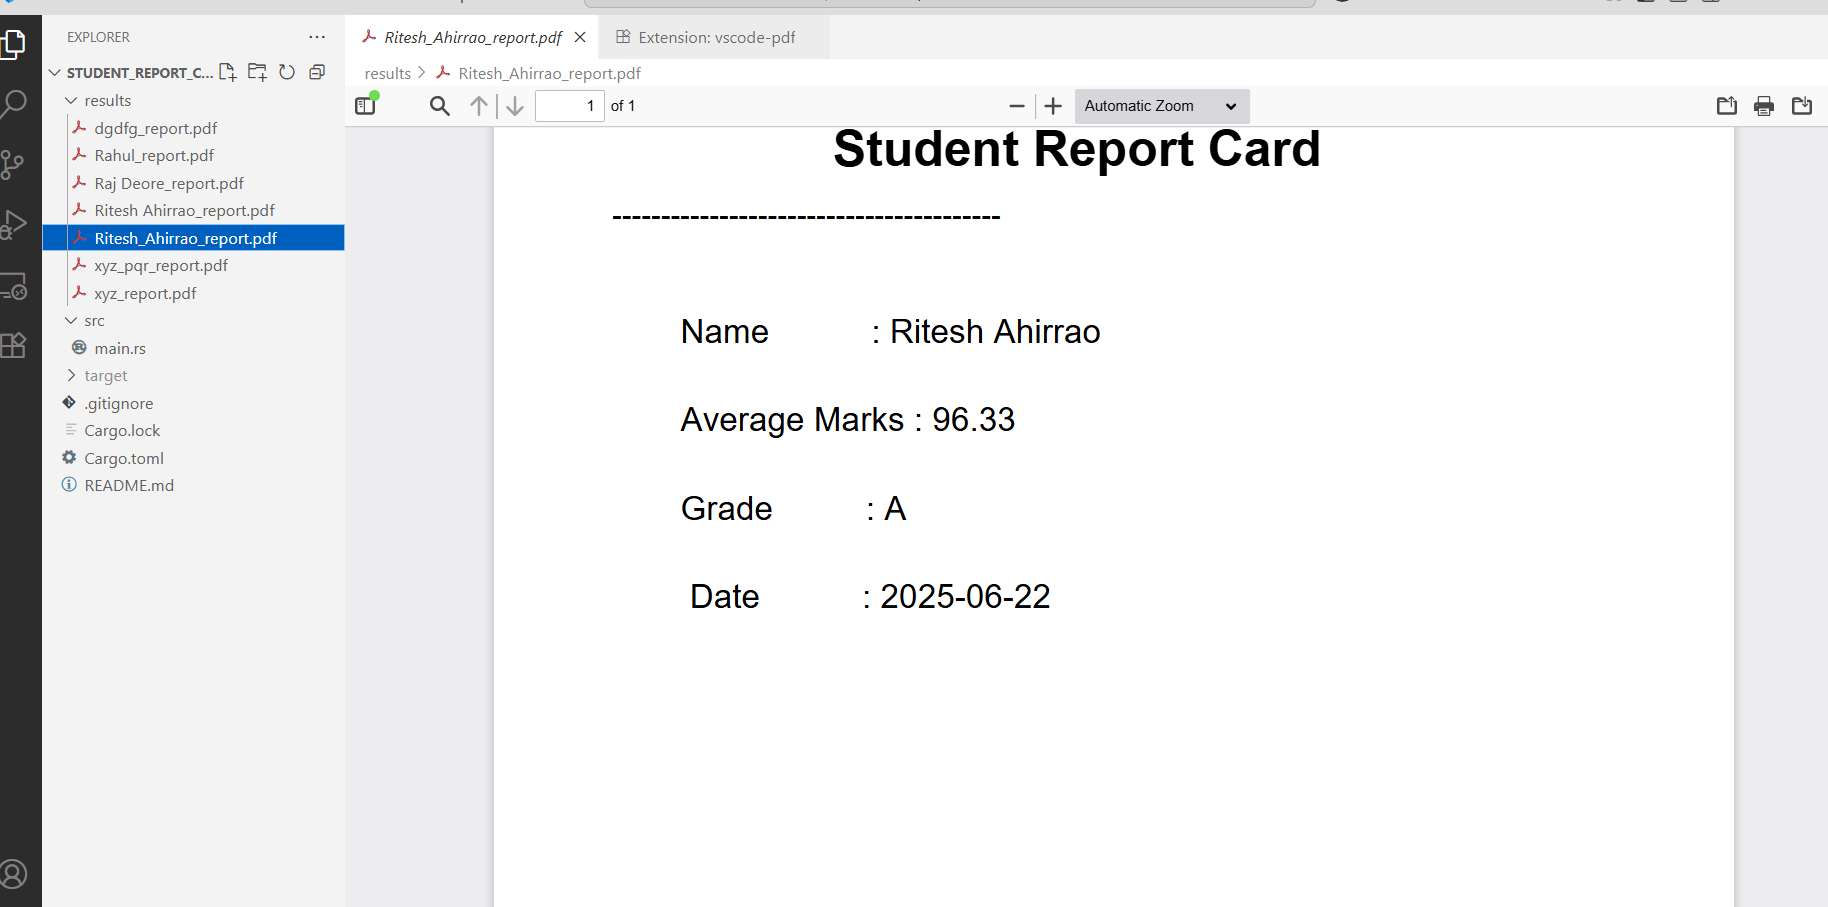 EXPLORER
STUDENT_REPORT_C...
results
dgdfg_report.pdf
Rahul_report.pdf
Raj Deore_report.pdf
Ritesh Ahirrao_report.pdf
Ritesh_Ahirrao_report.pdf
xyz_pqr_report.pdf
xyz_report.pdf
src
main.rs
target
.gitignore
Cargo.lock
Cargo.toml
README.md
Ritesh_Ahirrao_report.pdf
Extension: vscode-pdf
results > Ritesh_Ahirrao_report.pdf
1 of 1
Automatic Zoom
Student Report Card
----------------------------------------
Name : Ritesh Ahirrao
Average Marks : 96.33
Grade : A
Date : 2025-06-22